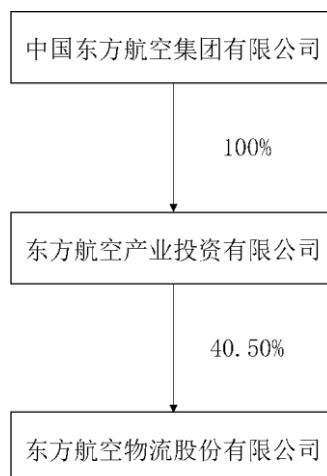 中国东方航空集团有限公司
100%
东方航空产业投资有限公司
40.50%
东方航空物流股份有限公司